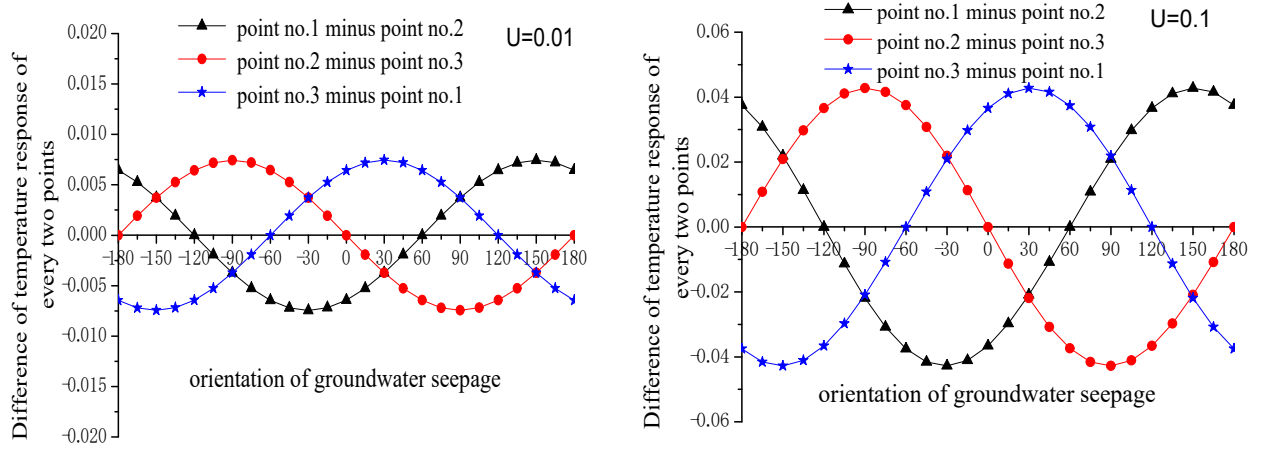 0.020
0.015
0.010
0.005
0.000
-0.005
-0.010
-0.015
-0.020
-180 -150 -120 -90 -60 -30 0 30 60 90 120 150 180
Difference of temperature response of
every two points
point no.1 minus point no.2
point no.2 minus point no.3
point no.3 minus point no.1
U=0.01
orientation of groundwater seepage
0.06
0.04
0.02
0.00
-0.02
-0.04
-0.06
-180 -150 -120 -90 -60 -30 0 30 60 90 120 150 180
Difference of temperature response of
every two points
point no.1 minus point no.2
point no.2 minus point no.3
point no.3 minus point no.1
U=0.1
orientation of groundwater seepage